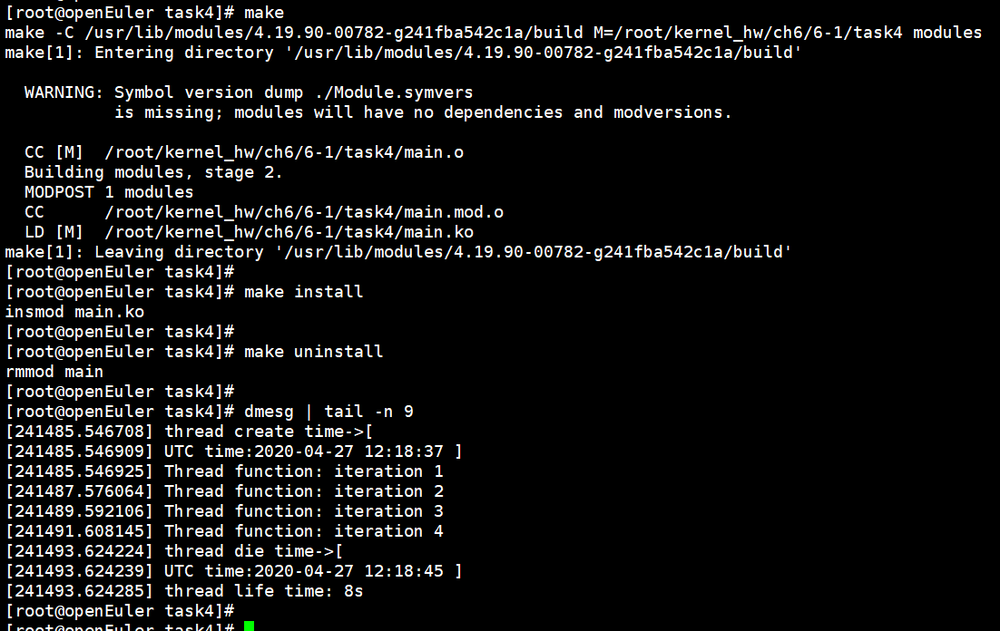 [root@openEuler task4]# make
make -C /usr/lib/modules/4.19.90-00782-g241fba542c1a/build M=/root/kernel_hw/ch6/6-1/task4 modules
make[1]: Entering directory '/usr/lib/modules/4.19.90-00782-g241fba542c1a/build'
WARNING: Symbol version dump ./Module.symvers
is missing; modules will have no dependencies and modversions.
CC [M]  /root/kernel_hw/ch6/6-1/task4/main.o
Building modules, stage 2.
MODPOST 1 modules
CC      /root/kernel_hw/ch6/6-1/task4/main.mod.o
LD [M]  /root/kernel_hw/ch6/6-1/task4/main.ko
make[1]: Leaving directory '/usr/lib/modules/4.19.90-00782-g241fba542c1a/build'
[root@openEuler task4]#
[root@openEuler task4]# make install
insmod main.ko
[root@openEuler task4]#
[root@openEuler task4]# make uninstall
rmmod main
[root@openEuler task4]#
[root@openEuler task4]# dmesg | tail -n 9
[241485.546708] thread create time->[
[241485.546909] UTC time:2020-04-27 12:18:37 ]
[241485.546925] Thread function: iteration 1
[241487.576064] Thread function: iteration 2
[241489.592106] Thread function: iteration 3
[241491.608145] Thread function: iteration 4
[241493.624224] thread die time->[
[241493.624239] UTC time:2020-04-27 12:18:45 ]
[241493.624285] thread life time: 8s
[root@openEuler task4]#
[root@openEuler task4]#